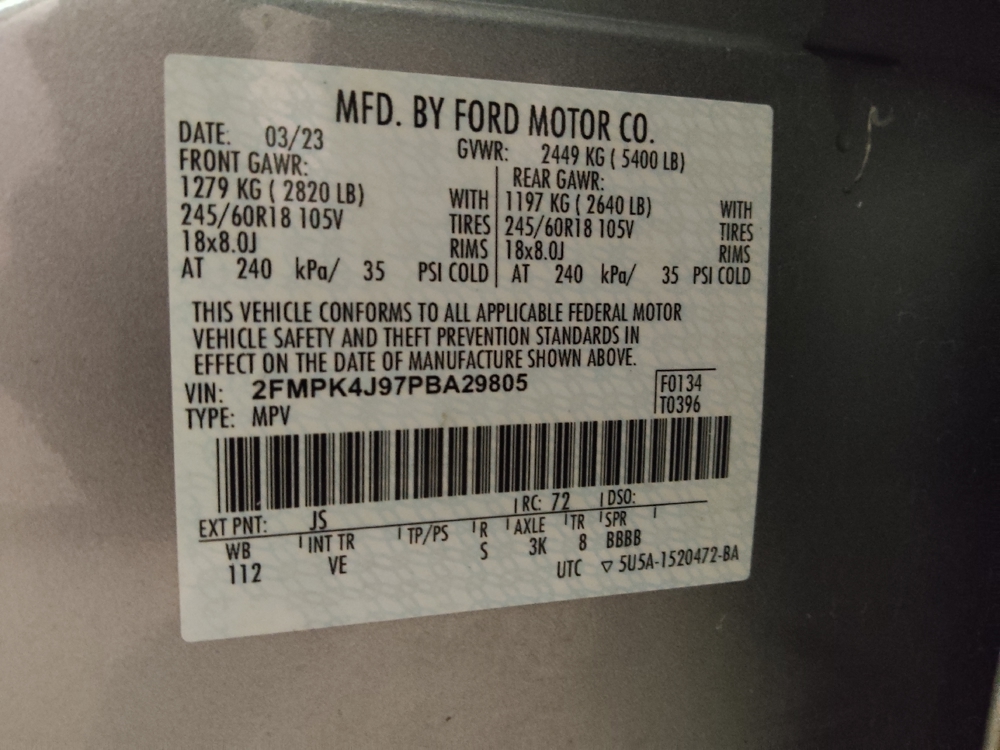 MFD. BY FORD MOTOR CO.
DATE: 03/23 GVWR: 2449 KG ( 5400 LB)
FRONT GAWR: REAR GAWR:
1279 KG ( 2820 LB) WITH 1197 KG ( 2640 LB) WITH
245/60R18 105V TIRES 245/60R18 105V TIRES
18x8.0J RIMS 18x8.0J RIMS
AT 240 kPa/ 35 PSI COLD AT 240 kPa/ 35 PSI COLD
THIS VEHICLE CONFORMS TO ALL APPLICABLE FEDERAL MOTOR
VEHICLE SAFETY AND THEFT PREVENTION STANDARDS IN
EFFECT ON THE DATE OF MANUFACTURE SHOWN ABOVE.
VIN: 2FMPK4J97PBA29805 F0134
TYPE: MPV T0396
EXT PNT: JS RC: 72 DSO:
WB INT TR TP/PS R AXLE TR SPR
112 VE S 3K 8 BBBB
UTC ▽ 5U5A-1520472-BA